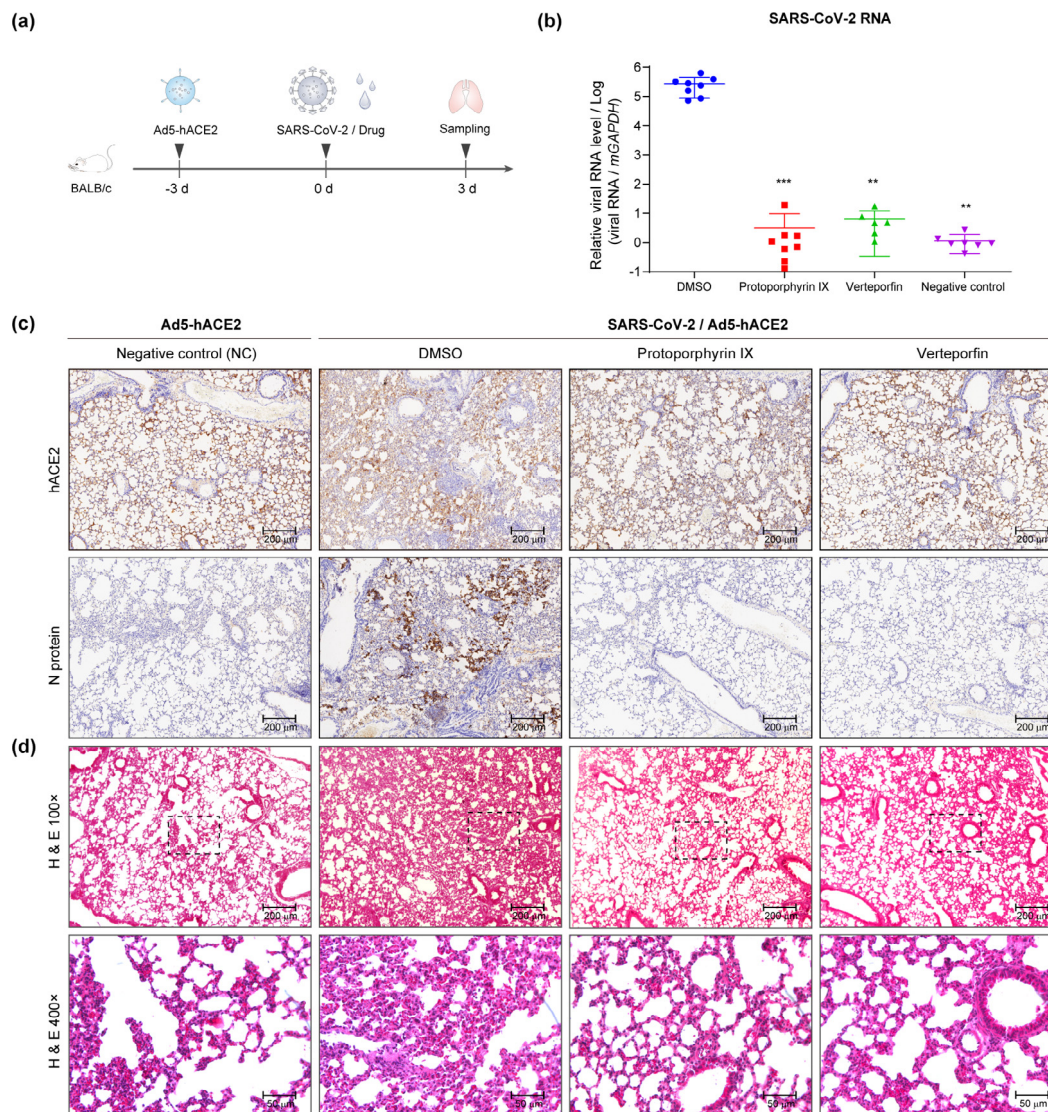 (a)
Ad5-hACE2
SARS-CoV-2 / Drug
Sampling
BALB/c
-3 d
0 d
3 d
(b)
SARS-CoV-2 RNA
Relative viral RNA level / Log
(viral RNA / mGAPDH)
6
5
4
3
2
1
0
-1
***
**
**
DMSO
Protoporphyrin IX
Verteporfin
Negative control
(c)
Ad5-hACE2
SARS-CoV-2 / Ad5-hACE2
Negative control (NC)
DMSO
Protoporphyrin IX
Verteporfin
hACE2
200 μm
200 μm
200 μm
200 μm
N protein
200 μm
200 μm
200 μm
200 μm
(d)
H & E 100×
200 μm
200 μm
200 μm
200 μm
H & E 400×
50 μm
50 μm
50 μm
50 μm